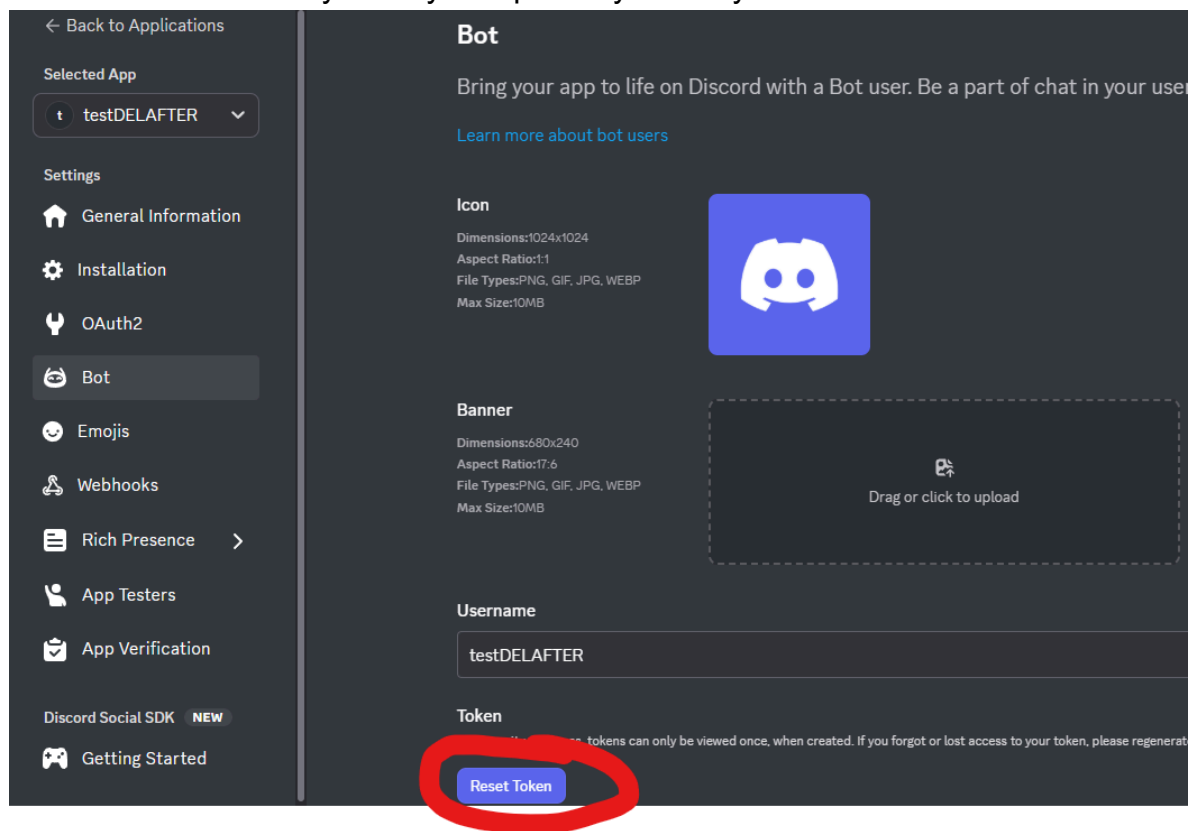 ← Back to Applications
Selected App
t testDELAFTER
Settings
General Information
Installation
OAuth2
Bot
Emojis
Webhooks
Rich Presence
App Testers
App Verification
Discord Social SDK NEW
Getting Started
Bot
Bring your app to life on Discord with a Bot user. Be a part of chat in your user
Learn more about bot users
Icon
Dimensions:1024x1024
Aspect Ratio:1:1
File Types:PNG, GIF, JPG, WEBP
Max Size:10MB
Banner
Dimensions:680x240
Aspect Ratio:17:6
File Types:PNG, GIF, JPG, WEBP
Max Size:10MB
Drag or click to upload
Username
testDELAFTER
Token
tokens can only be viewed once, when created. If you forgot or lost access to your token, please regenerat
Reset Token